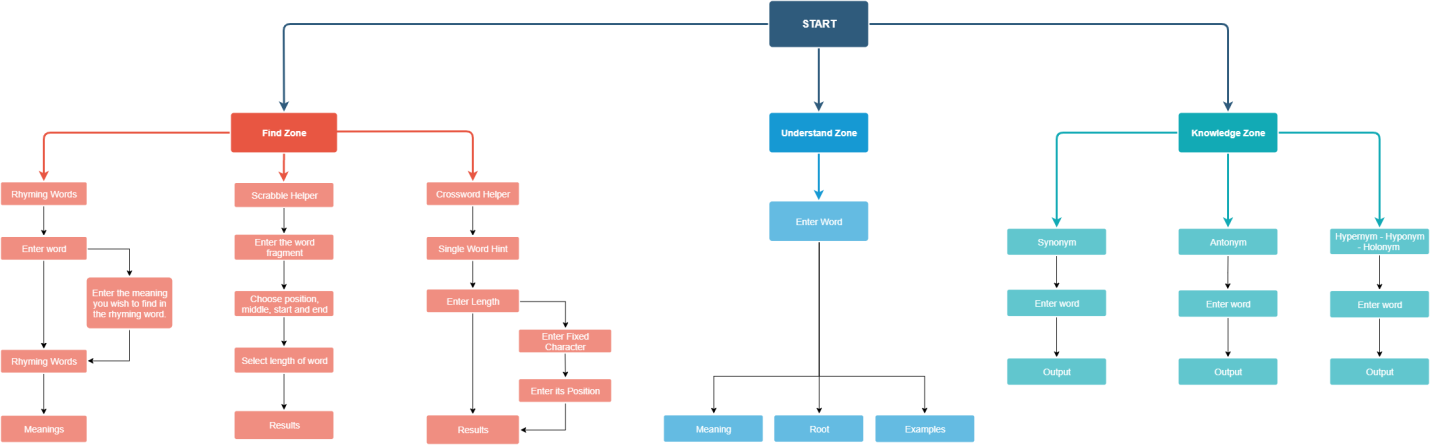 START
Find Zone
Understand Zone
Knowledge Zone
Rhyming Words
Enter word
Enter the meaning
you wish to find in
the rhyming word.
Rhyming Words
Meanings
Scrabble Helper
Enter the word
fragment
Choose position,
middle, start and end
Select length of word
Results
Crossword Helper
Single Word Hint
Enter Length
Enter Fixed
Character
Enter its Position
Results
Enter Word
Meaning
Root
Examples
Synonym
Enter word
Output
Antonym
Enter word
Output
Hypernym - Hyponym
- Holonym
Enter word
Output